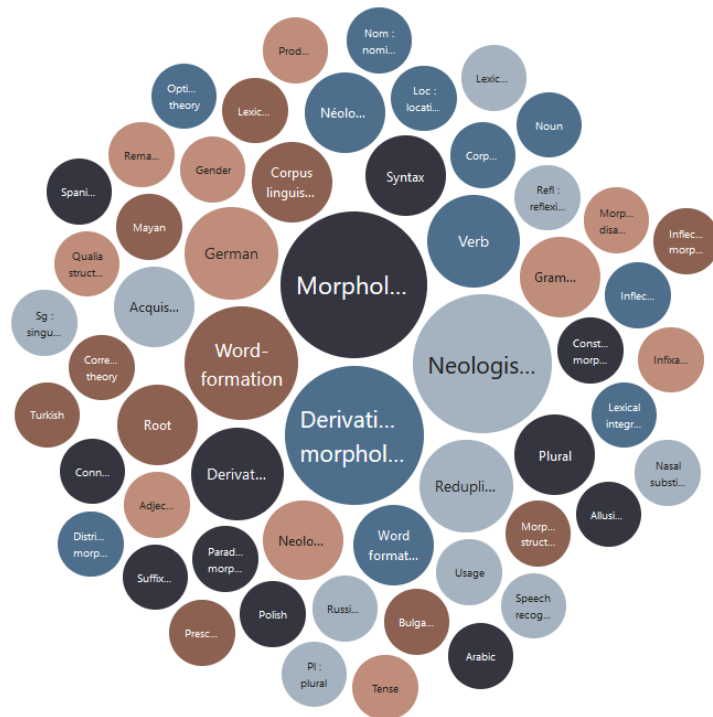 Prod...
Nom :
nomi...
Opti...
theory
Lexic...
Néolo...
Loc :
locati...
Lexic...
Noun
Corp...
Rema...
Gender
Corpus
linguis...
Syntax
Refl :
reflexi...
Spani...
Mayan
German
Verb
Morp...
disa...
Inflec...
morp...
Qualia
struct...
Acquis...
Morphol...
Gram...
Inflec...
Sg :
singu...
Corre...
theory
Word-
formation
Neologis...
Const...
morp...
Infixa...
Turkish
Root
Derivati...
morphol...
Lexical
integr...
Conn...
Derivat...
Redupli...
Plural
Nasal
substi...
Adjec...
Allusi...
Distri...
morp...
Parad...
morp...
Neolo...
Word
format...
Morp...
struct...
Suffix...
Usage
Polish
Russi...
Bulga...
Speech
recog...
Presc...
Arabic
Pl :
plural
Tense